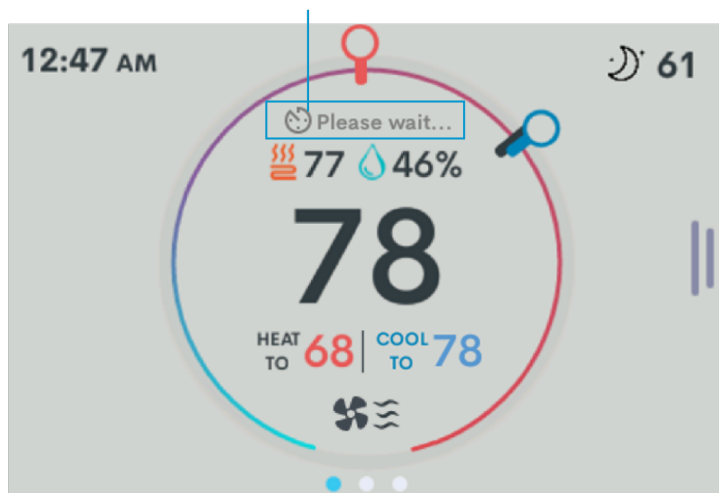 12:47 AM
61
Please wait...
77 46%
78
HEAT TO 68 COOL TO 78